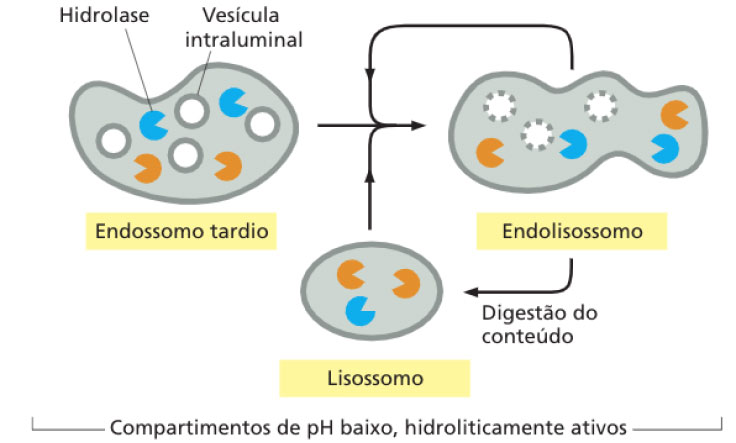 Hidrolase
Vesícula
intraluminal
Endossomo tardio
Endolisossomo
Digestão do
conteúdo
Lisossomo
Compartimentos de pH baixo, hidroliticamente ativos